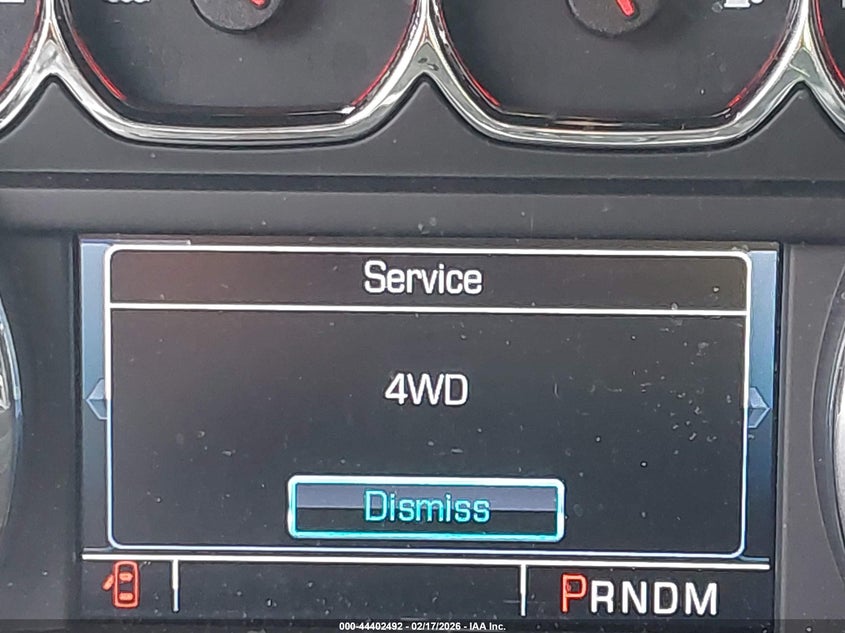 Service
4WD
Dismiss
PRNDM
000-44402492 - 02/17/2026 - IAA Inc.